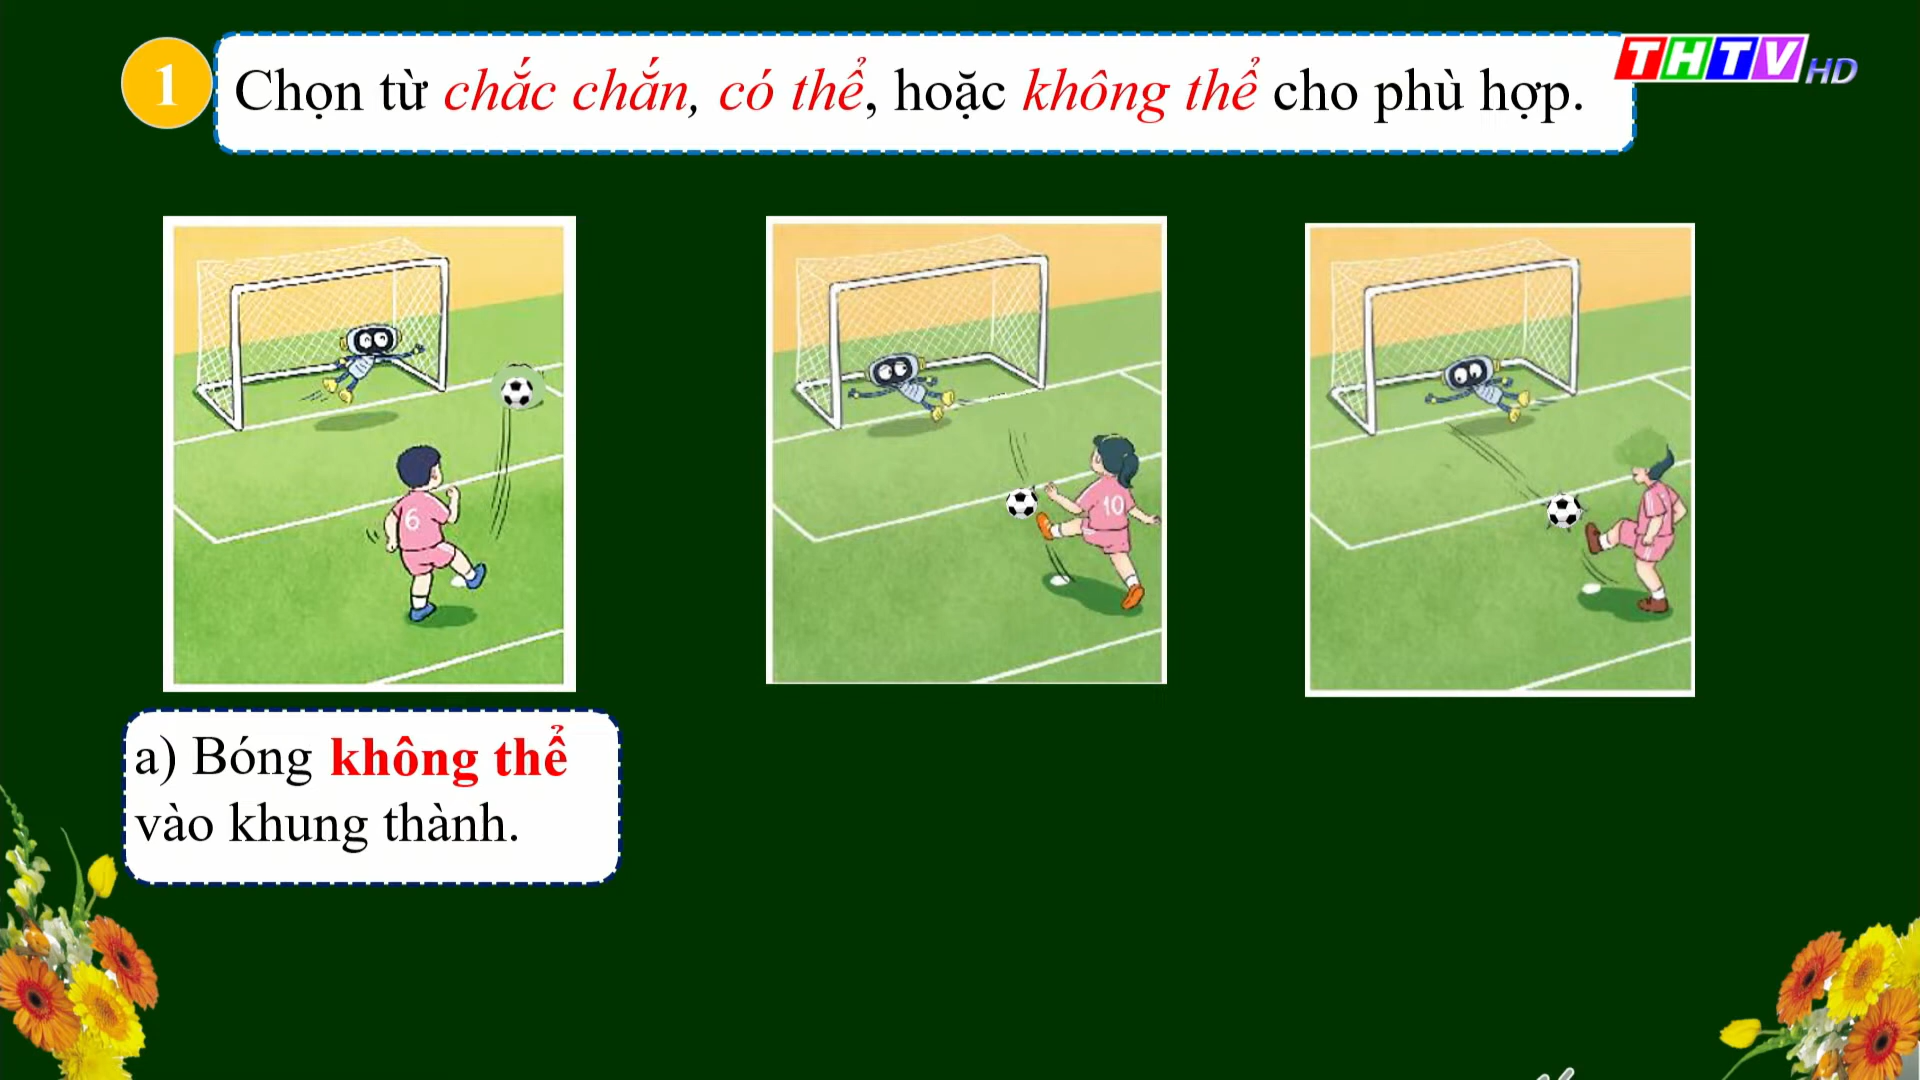 1
Chọn từ chắc chắn, có thể, hoặc không thể cho phù hợp.
THTV HD
6
10
a) Bóng không thể
vào khung thành.